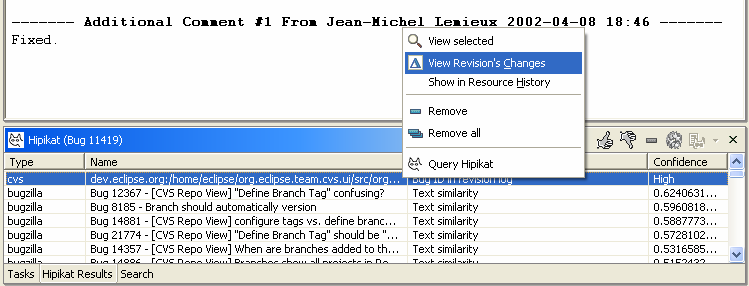 ------- Additional Comment #1 From Jean-Michel Lemieux 2002-04-08 18:46 -------
Fixed.
View selected
View Revision's Changes
Show in Resource History
Remove
Remove all
Query Hipikat
Hipikat (Bug 11419)
Type Name Confidence
cvs dev.eclipse.org:/home/eclipse/org.eclipse.team.cvs.ui/src/org... Bug ID in revision log High
bugzilla Bug 12367 - [CVS Repo View] "Define Branch Tag" confusing? Text similarity 0.6240631...
bugzilla Bug 8185 - Branch should automatically version Text similarity 0.5960818...
bugzilla Bug 14881 - [CVS Repo View] configure tags vs. define branc... Text similarity 0.5887773...
bugzilla Bug 21774 - "Define Branch Tag" should be "... Text similarity 0.5728102...
bugzilla Bug 14357 - [CVS Repo View] When are branches added to th... Text similarity 0.5316585...
bugzilla Bug 14886 - [CVS Repo View] Branches show all projects in Re... Text similarity 0.5152432...
Tasks Hipikat Results Search